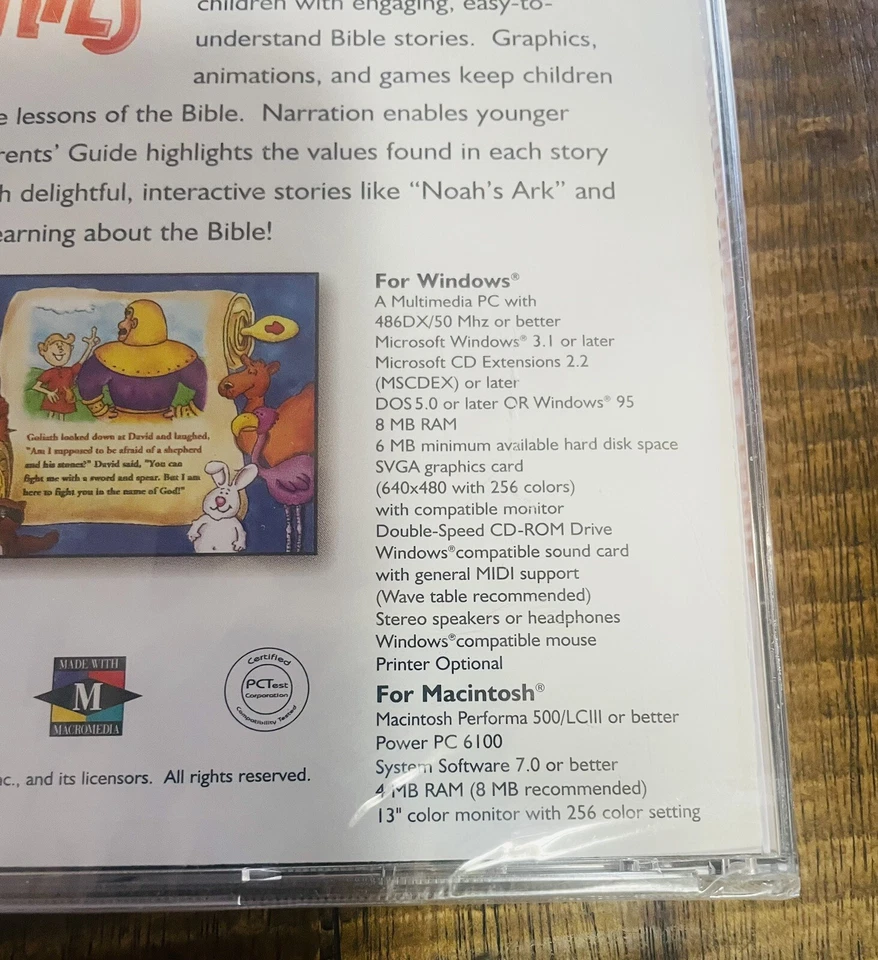 children with engaging, easy-to-
understand Bible stories. Graphics,
animations, and games keep children
e lessons of the Bible. Narration enables younger
rents' Guide highlights the values found in each story
h delightful, interactive stories like "Noah's Ark" and
earning about the Bible!
Goliath looked down at David and laughed,
"Am I supposed to be afraid of a shepherd
and his stones?" David said, "You can
fight me with a sword and spear. But I am
here to fight you in the name of God!"
MADE WITH
M
MACROMEDIA
Certified
PCTest
Corporation
Compatibility Tested
nc., and its licensors. All rights reserved.
For Windows®
A Multimedia PC with
486DX/50 Mhz or better
Microsoft Windows® 3.1 or later
Microsoft CD Extensions 2.2
(MSCDEX) or later
DOS 5.0 or later OR Windows® 95
8 MB RAM
6 MB minimum available hard disk space
SVGA graphics card
(640x480 with 256 colors)
with compatible monitor
Double-Speed CD-ROM Drive
Windows®compatible sound card
with general MIDI support
(Wave table recommended)
Stereo speakers or headphones
Windows®compatible mouse
Printer Optional
For Macintosh®
Macintosh Performa 500/LCIII or better
Power PC 6100
System Software 7.0 or better
4 MB RAM (8 MB recommended)
13" color monitor with 256 color setting